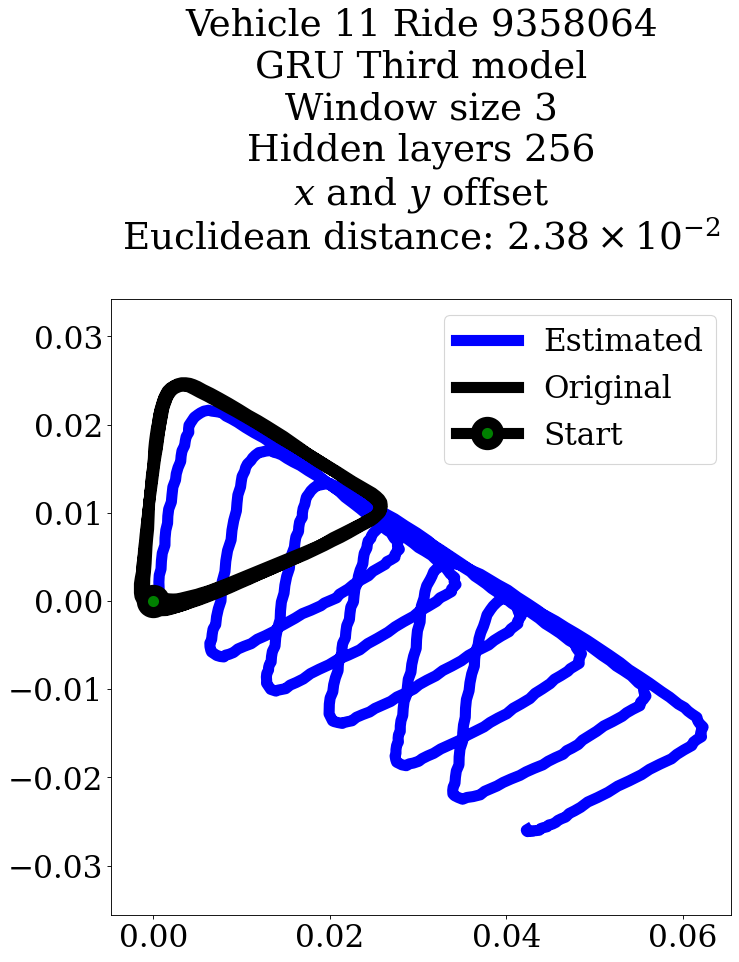 Vehicle 11 Ride 9358064
GRU Third model
Window size 3
Hidden layers 256
x and y offset
Euclidean distance: 2.38 × 10⁻²
Estimated
Original
Start
0.03
0.02
0.01
0.00
−0.01
−0.02
−0.03
0.00 0.02 0.04 0.06